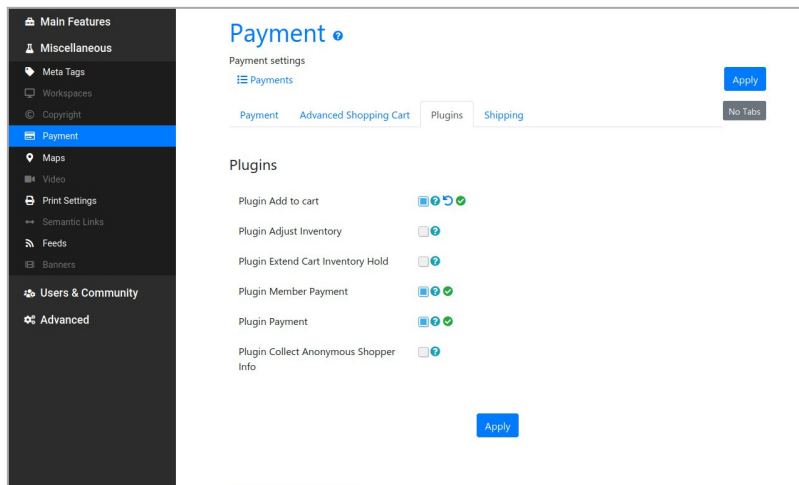 Main Features
Miscellaneous
Meta Tags
Workspaces
Copyright
Payment
Maps
Video
Print Settings
Semantic Links
Feeds
Banners
Users & Community
Advanced
Payment
Payment settings
Payments
Apply
Payment Advanced Shopping Cart Plugins Shipping
No Tabs
Plugins
Plugin Add to cart
Plugin Adjust Inventory
Plugin Extend Cart Inventory Hold
Plugin Member Payment
Plugin Payment
Plugin Collect Anonymous Shopper
Info
Apply